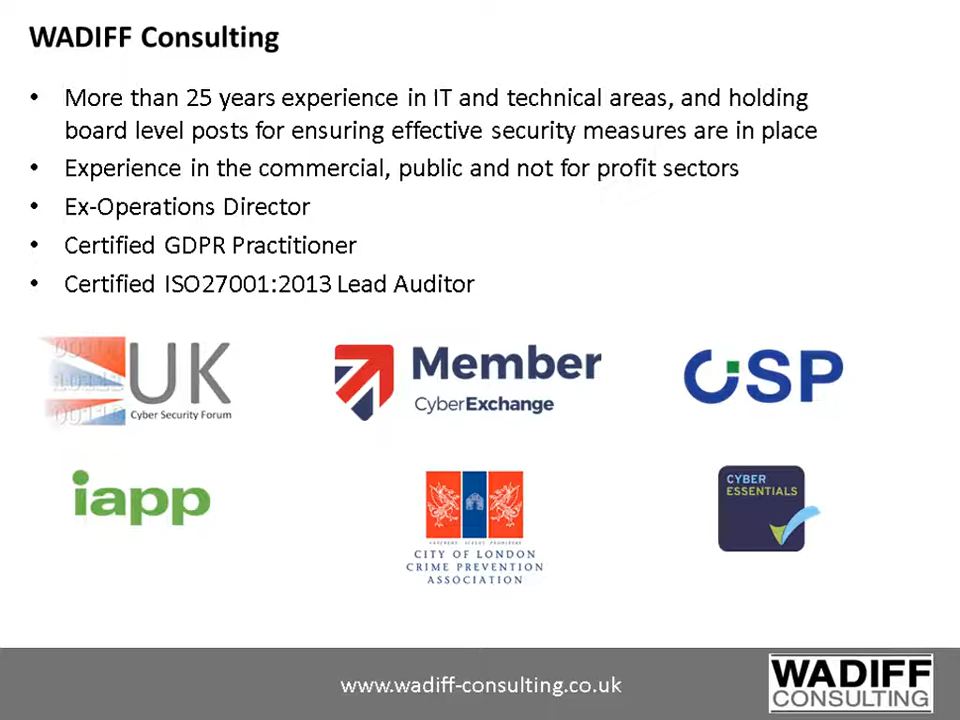 WADIFF Consulting
• More than 25 years experience in IT and technical areas, and holding
board level posts for ensuring effective security measures are in place
• Experience in the commercial, public and not for profit sectors
• Ex-Operations Director
• Certified GDPR Practitioner
• Certified ISO27001:2013 Lead Auditor
UK
Cyber Security Forum
Member
CyberExchange
CiSP
iapp
CITY OF LONDON
CRIME PREVENTION
ASSOCIATION
CYBER
ESSENTIALS
www.wadiff-consulting.co.uk
WADIFF
CONSULTING